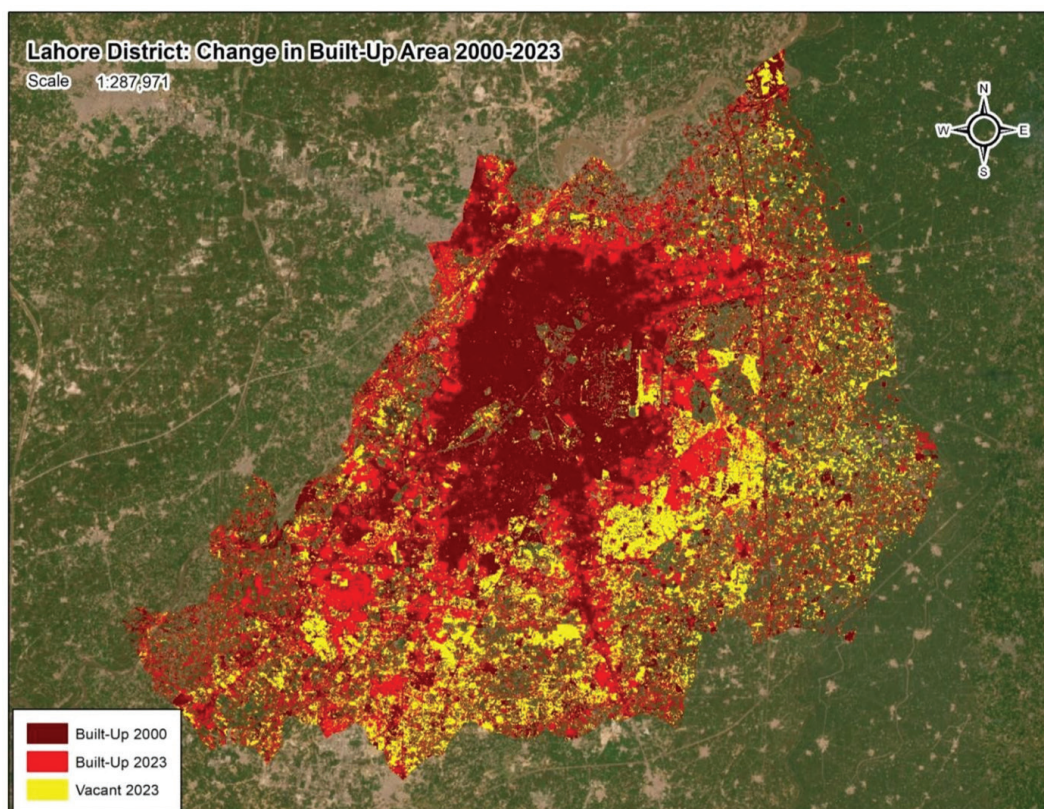 Lahore District: Change in Built-Up Area 2000-2023
Scale 1:287,971
N
W E
S
Built-Up 2000
Built-Up 2023
Vacant 2023